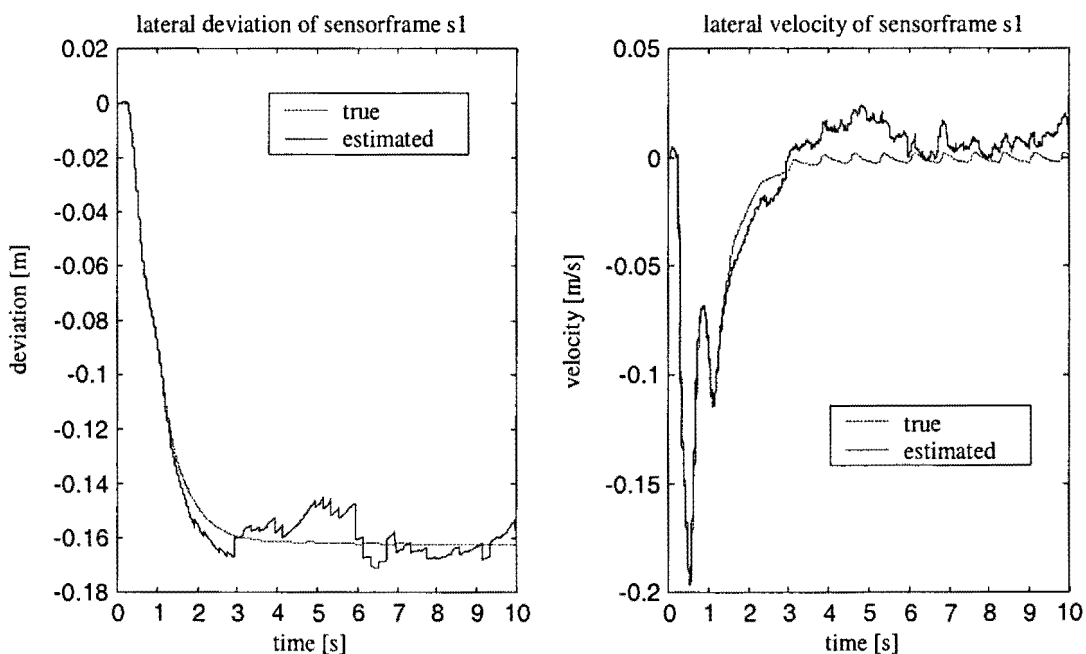 lateral deviation of sensorframe s1
0.02
0
-0.02
-0.04
-0.06
-0.08
-0.1
-0.12
-0.14
-0.16
-0.18
deviation [m]
true
estimated
0 1 2 3 4 5 6 7 8 9 10
time [s]
lateral velocity of sensorframe s1
0.05
0
-0.05
-0.1
-0.15
-0.2
velocity [m/s]
true
estimated
0 1 2 3 4 5 6 7 8 9 10
time [s]